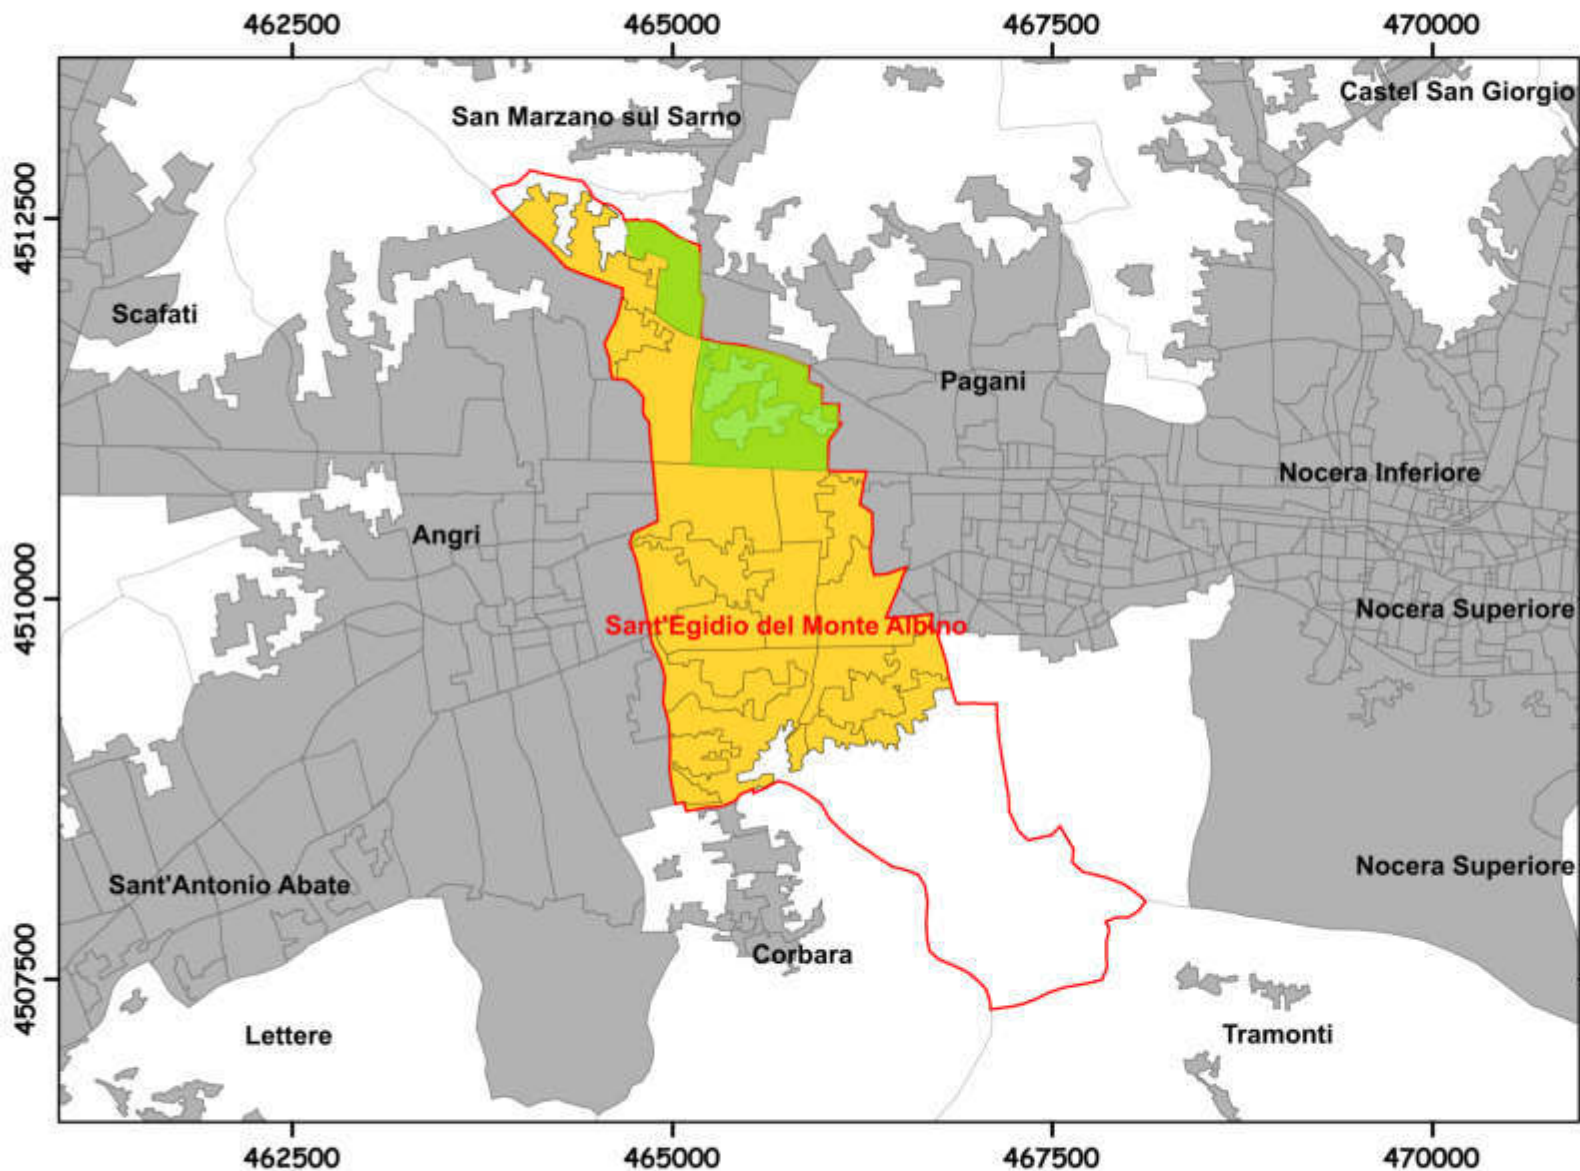 462500 465000 467500 470000
Castel San Giorgio
San Marzano sul Sarno
4512500
Scafati
Pagani
Nocera Inferiore
Angri
4510000
Nocera Superiore
Sant'Egidio del Monte Albino
Nocera Superiore
Sant'Antonio Abate
Corbara
4507500
Lettere
Tramonti
462500 465000 467500 470000